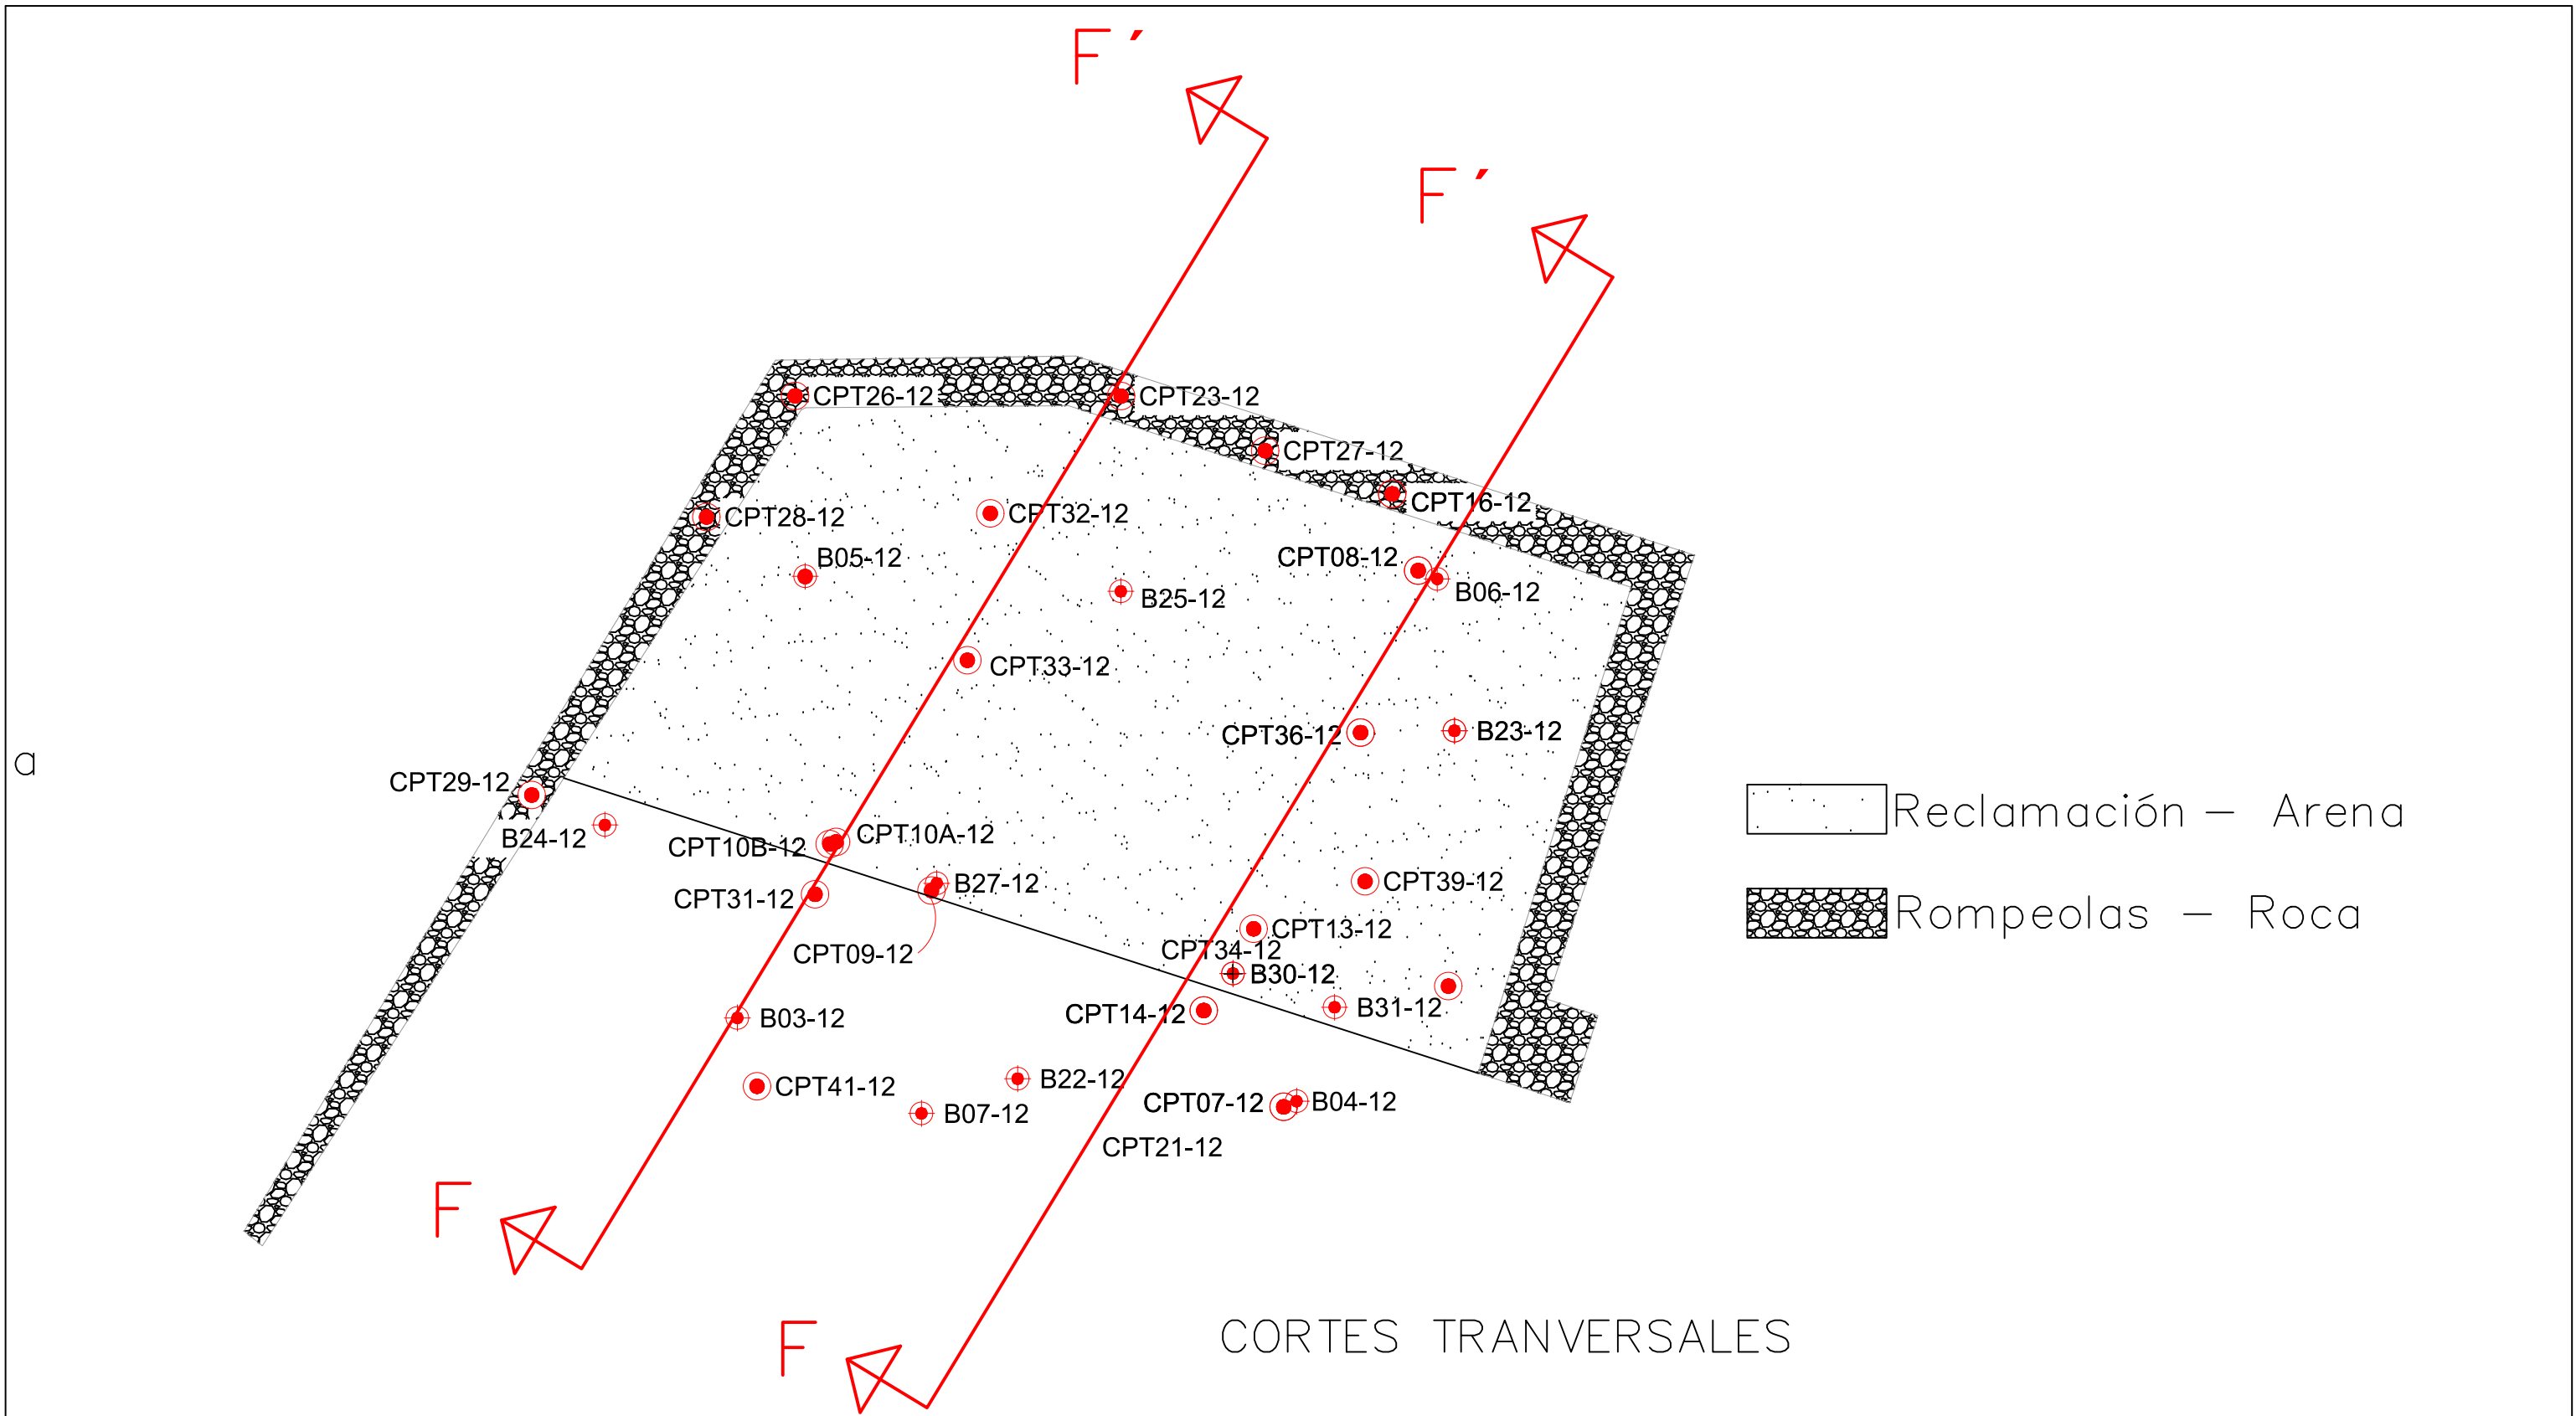 F´
F´
CPT26-12
CPT23-12
CPT27-12
CPT16-12
CPT28-12
CPT32-12
B05-12
CPT08-12
B06-12
B25-12
CPT33-12
CPT36-12
B23-12
a
CPT29-12
B24-12
CPT10B-12
CPT10A-12
CPT31-12
B27-12
CPT39-12
CPT09-12
CPT13-12
CPT34-12
B30-12
B03-12
CPT14-12
B31-12
CPT41-12
B22-12
B07-12
CPT07-12
B04-12
CPT21-12
Reclamación – Arena
Rompeolas – Roca
F
F
CORTES TRANVERSALES